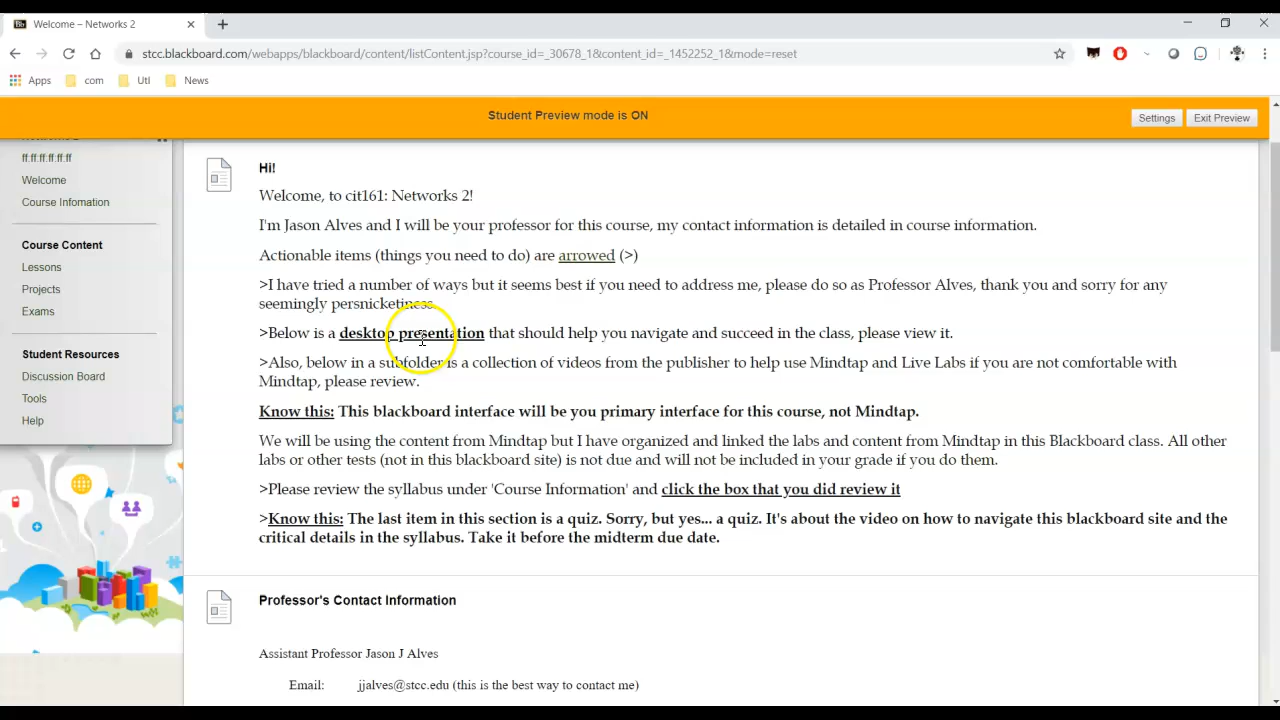 Welcome – Networks 2
stcc.blackboard.com/webapps/blackboard/content/listContent.jsp?course_id=_30678_1&content_id=_1452252_1&mode=reset
Apps com Utl News
Student Preview mode is ON
Settings Exit Preview
ff:ff:ff:ff:ff:ff
Welcome
Course Infomation
Course Content
Lessons
Projects
Exams
Student Resources
Discussion Board
Tools
Help
Hi!
Welcome, to cit161: Networks 2!
I'm Jason Alves and I will be your professor for this course, my contact information is detailed in course information.
Actionable items (things you need to do) are arrowed (>)
>I have tried a number of ways but it seems best if you need to address me, please do so as Professor Alves, thank you and sorry for any
seemingly persnicketiness.
>Below is a desktop presentation that should help you navigate and succeed in the class, please view it.
>Also, below in a subfolder is a collection of videos from the publisher to help use Mindtap and Live Labs if you are not comfortable with
Mindtap, please review.
Know this: This blackboard interface will be you primary interface for this course, not Mindtap.
We will be using the content from Mindtap but I have organized and linked the labs and content from Mindtap in this Blackboard class. All other
labs or other tests (not in this blackboard site) is not due and will not be included in your grade if you do them.
>Please review the syllabus under 'Course Information' and click the box that you did review it
>Know this: The last item in this section is a quiz. Sorry, but yes... a quiz. It's about the video on how to navigate this blackboard site and the
critical details in the syllabus. Take it before the midterm due date.
Professor's Contact Information
Assistant Professor Jason J Alves
Email: jjalves@stcc.edu (this is the best way to contact me)